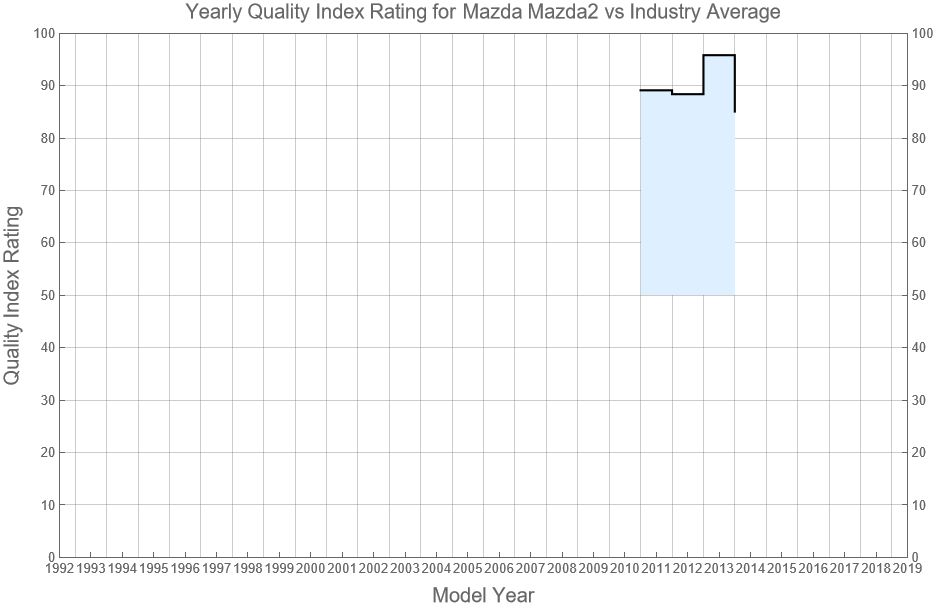 Yearly Quality Index Rating for Mazda Mazda2 vs Industry Average
100 100
90 90
80 80
70 70
60 60
50 50
40 40
30 30
20 20
10 10
0 0
Quality Index Rating
1992 1993 1994 1995 1996 1997 1998 1999 2000 2001 2002 2003 2004 2005 2006 2007 2008 2009 2010 2011 2012 2013 2014 2015 2016 2017 2018 2019
Model Year